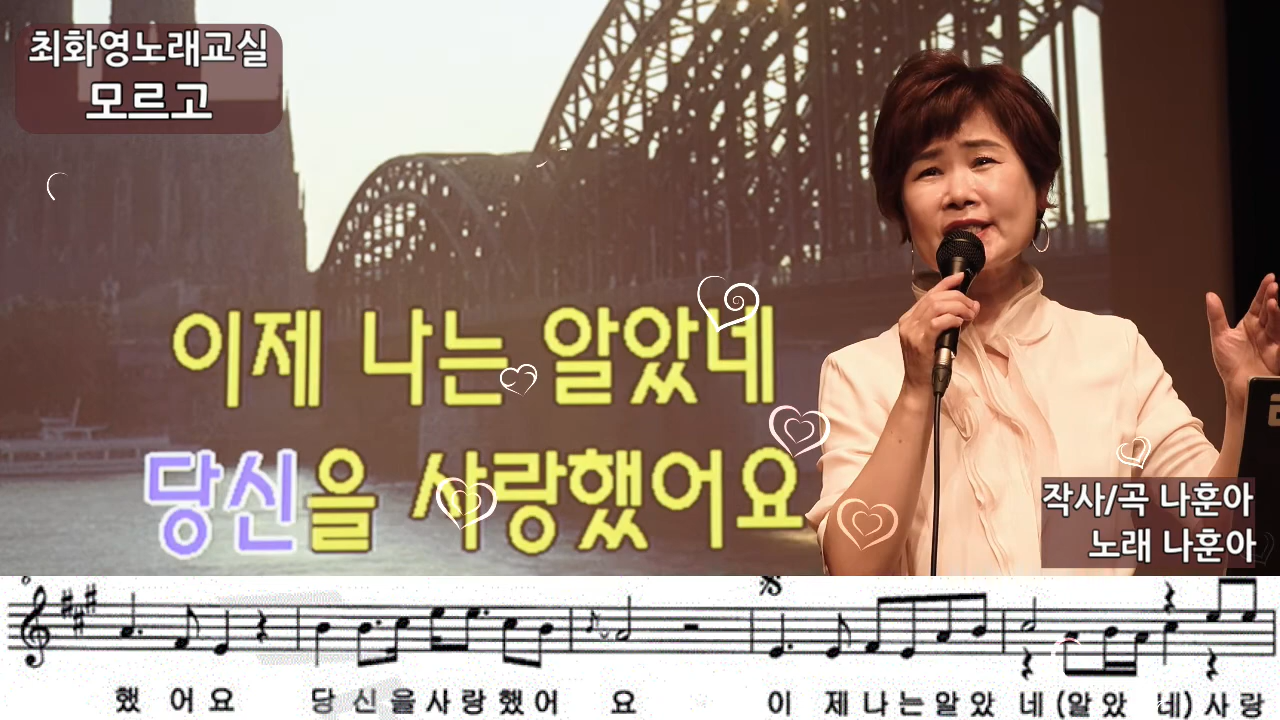 최화영노래교실
모르고
이제 나는 알았네
당신을 사랑했어요
작사/곡 나훈아
노래 나훈아
했 어 요 당 신 을 사 랑 했 어 요 이 제 나 는 알 았 네 (알 았 네) 사 랑